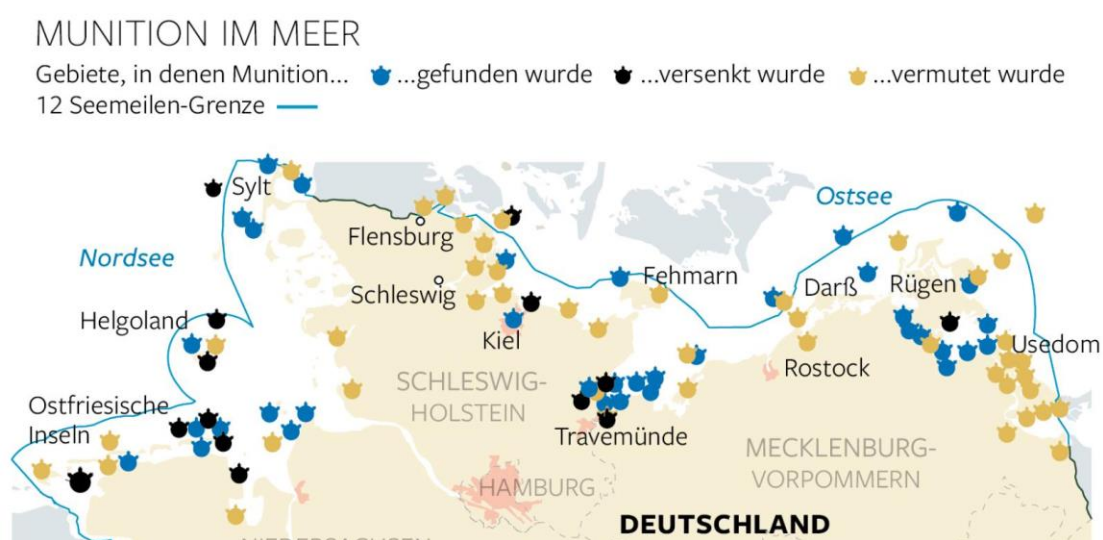 MUNITION IM MEER
Gebiete, in denen Munition... ...gefunden wurde ...versenkt wurde ...vermutet wurde
12 Seemeilen-Grenze
Sylt
Ostsee
Flensburg
Nordsee
Fehmarn
Darß
Rügen
Schleswig
Helgoland
Kiel
Usedom
Rostock
SCHLESWIG-
HOLSTEIN
Ostfriesische
Inseln
Travemünde
MECKLENBURG-
VORPOMMERN
HAMBURG
DEUTSCHLAND